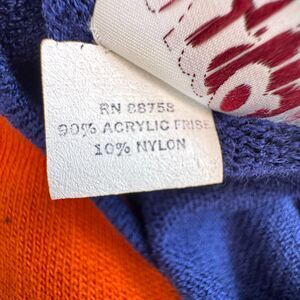 RN 88758
90% ACRYLIC FRISE
10% NYLON